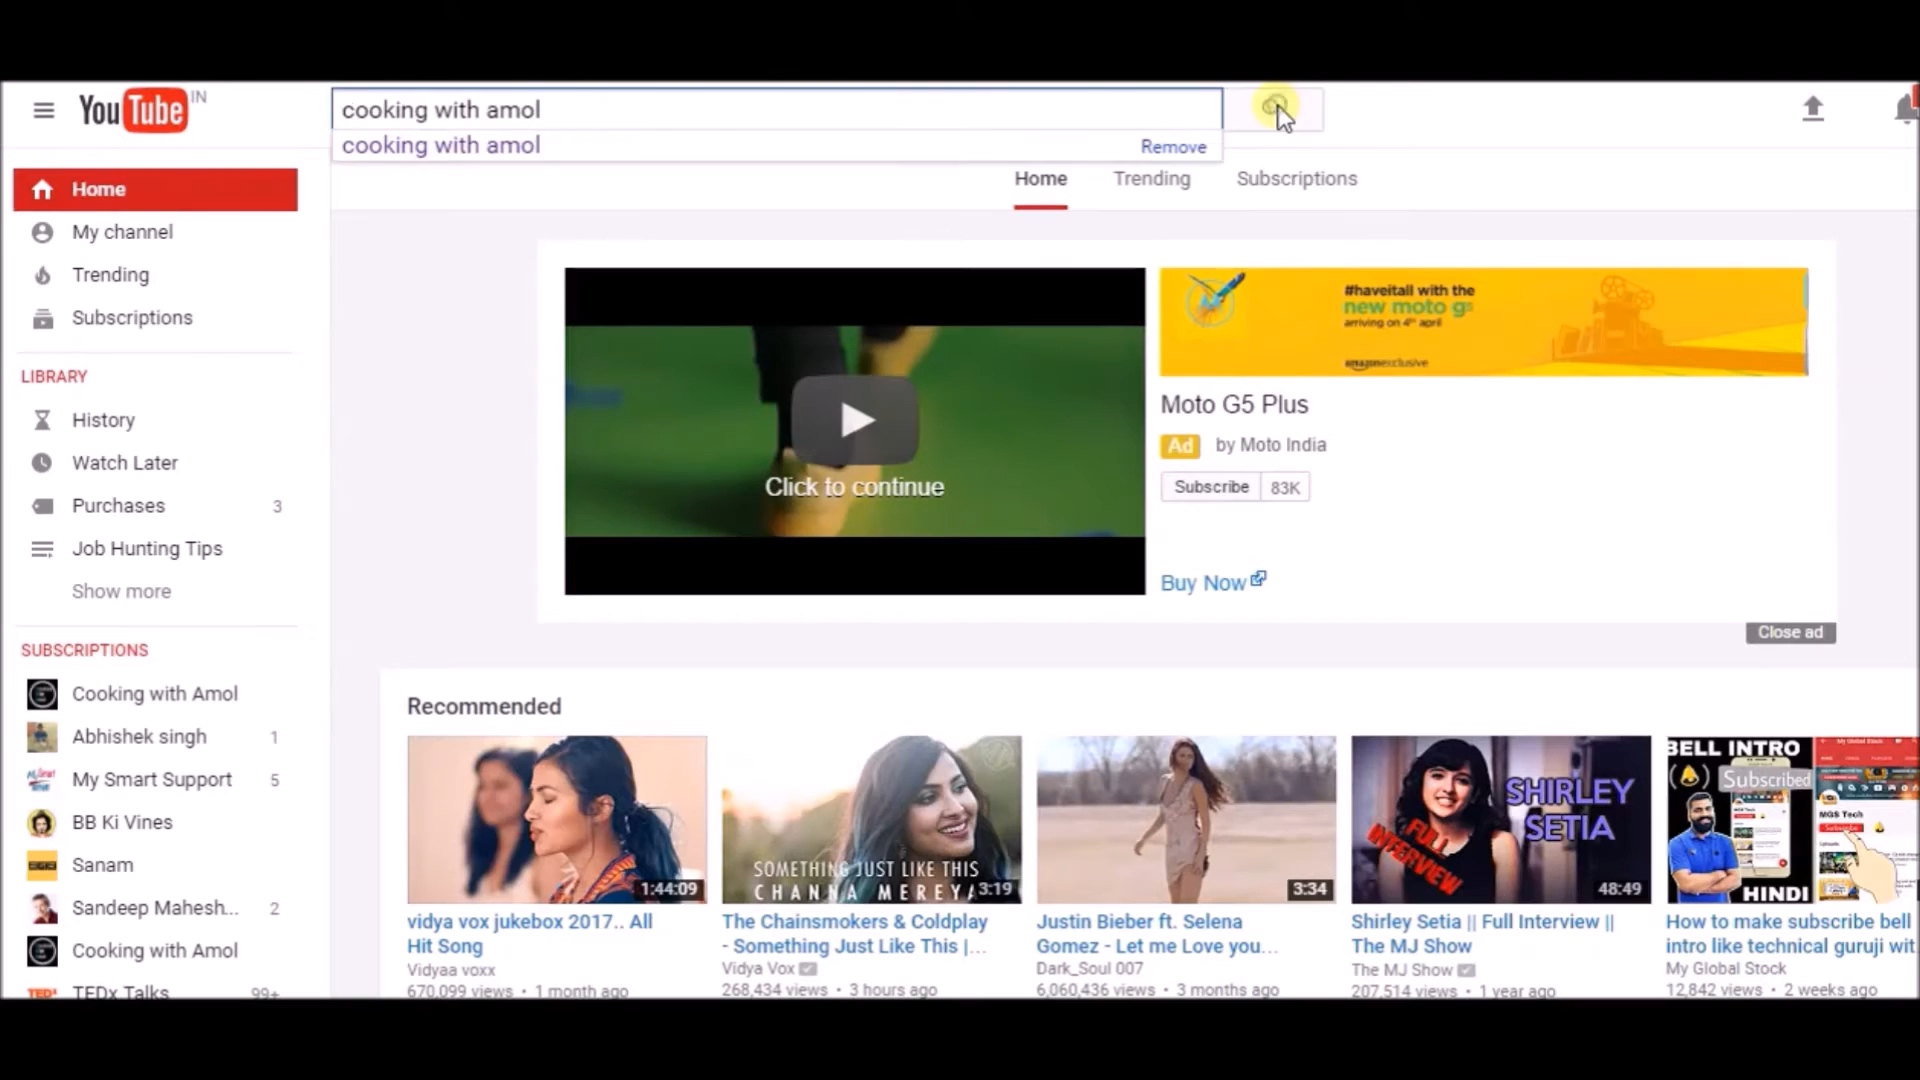 YouTube IN
cooking with amol
cooking with amol
Remove
Home
Trending
Subscriptions
Home
My channel
Trending
Subscriptions
LIBRARY
History
Watch Later
Purchases 3
Job Hunting Tips
Show more
SUBSCRIPTIONS
Cooking with Amol
Abhishek singh 1
My Smart Support 5
BB Ki Vines
Sanam
Sandeep Mahesh... 2
Cooking with Amol
TEDx Talks 99+
Click to continue
#haveitall with the
new moto g5
arriving on 4th april
amazonexclusive
Moto G5 Plus
Ad by Moto India
Subscribe 83K
Buy Now
Close ad
Recommended
1:44:09
vidya vox jukebox 2017.. All
Hit Song
Vidyaa voxx
670,099 views • 1 month ago
SOMETHING JUST LIKE THIS
CHANNA MEREYA
3:19
The Chainsmokers & Coldplay
- Something Just Like This |...
Vidya Vox
268,434 views • 3 hours ago
3:34
Justin Bieber ft. Selena
Gomez - Let me Love you...
Dark_Soul 007
6,060,436 views • 3 months ago
SHIRLEY
SETIA
FULL
INTERVIEW
48:49
Shirley Setia || Full Interview ||
The MJ Show
The MJ Show
207,514 views • 1 year ago
BELL INTRO
Subscribed
MGS Tech
Subscribe
HINDI
How to make subscribe bell
intro like technical guruji wit...
My Global Stock
12,842 views • 2 weeks ago